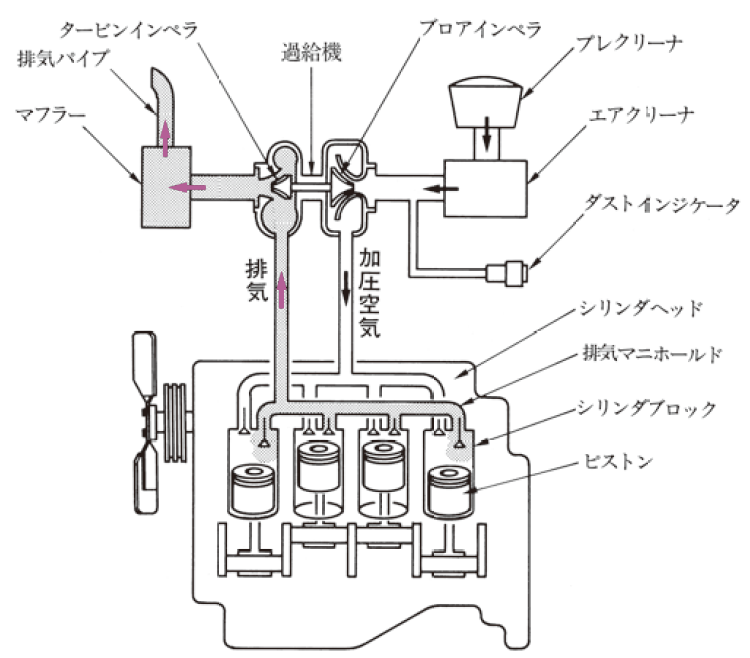 タービンインペラ
排気パイプ
マフラー
過給機
ブロアインペラ
プレクリーナ
エアクリーナ
ダストインジケータ
排気
加圧空気
シリンダヘッド
排気マニホールド
シリンダブロック
ピストン